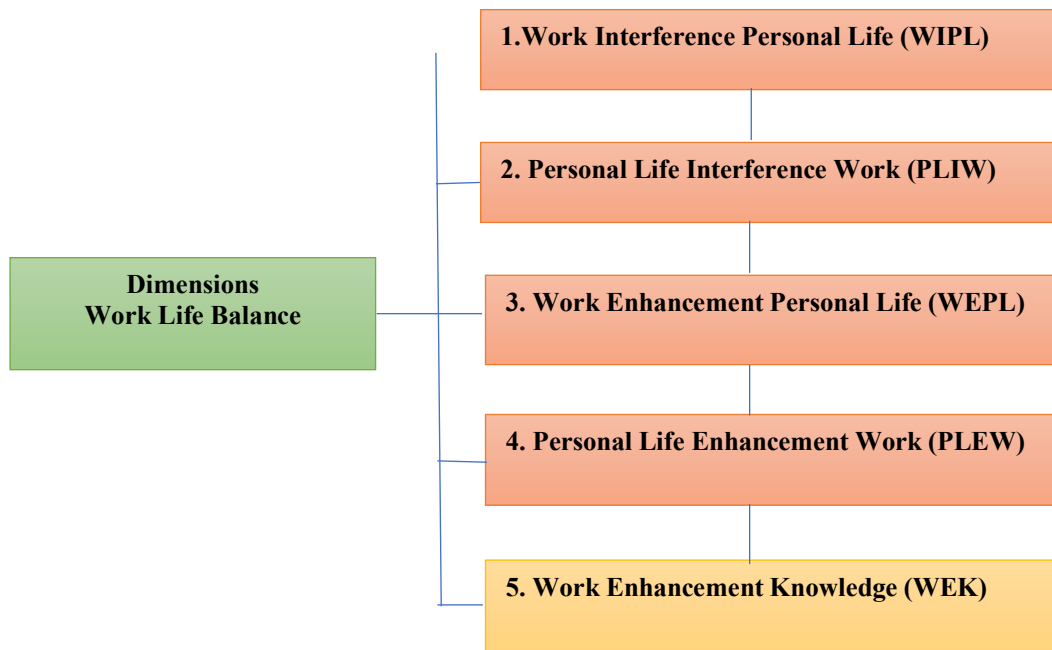 1.Work Interference Personal Life (WIPL)
2. Personal Life Interference Work (PLIW)
Dimensions
Work Life Balance
3. Work Enhancement Personal Life (WEPL)
4. Personal Life Enhancement Work (PLEW)
5. Work Enhancement Knowledge (WEK)